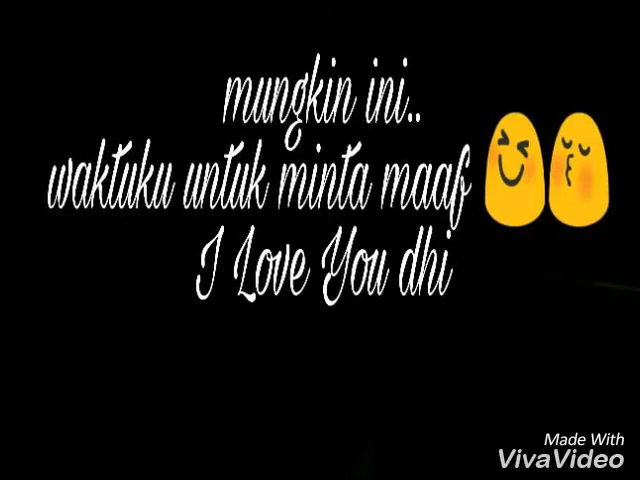 mungkin ini..
waktuku untuk minta maaf
I Love You dhi
Made With
VivaVideo